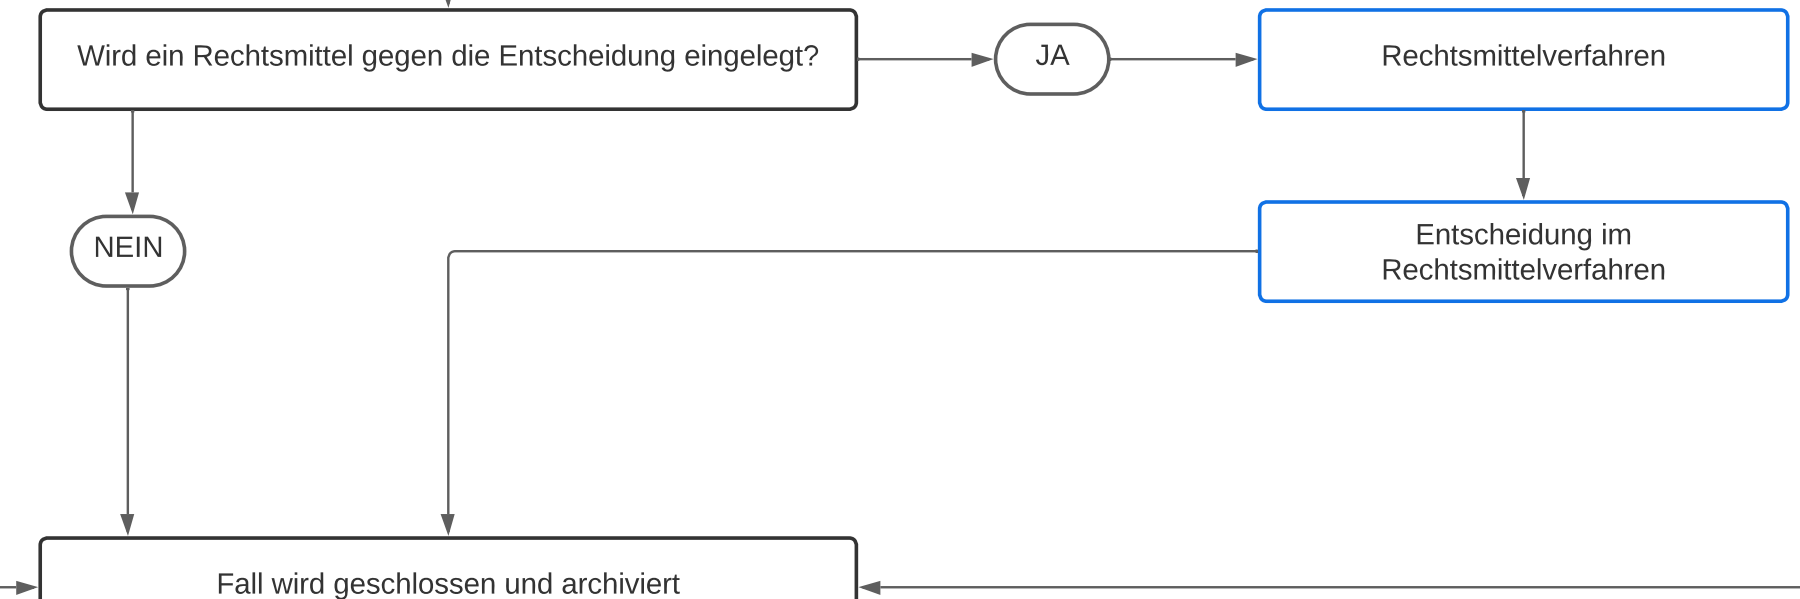 Wird ein Rechtsmittel gegen die Entscheidung eingelegt?
JA
Rechtsmittelverfahren
NEIN
Entscheidung im
Rechtsmittelverfahren
Fall wird geschlossen und archiviert